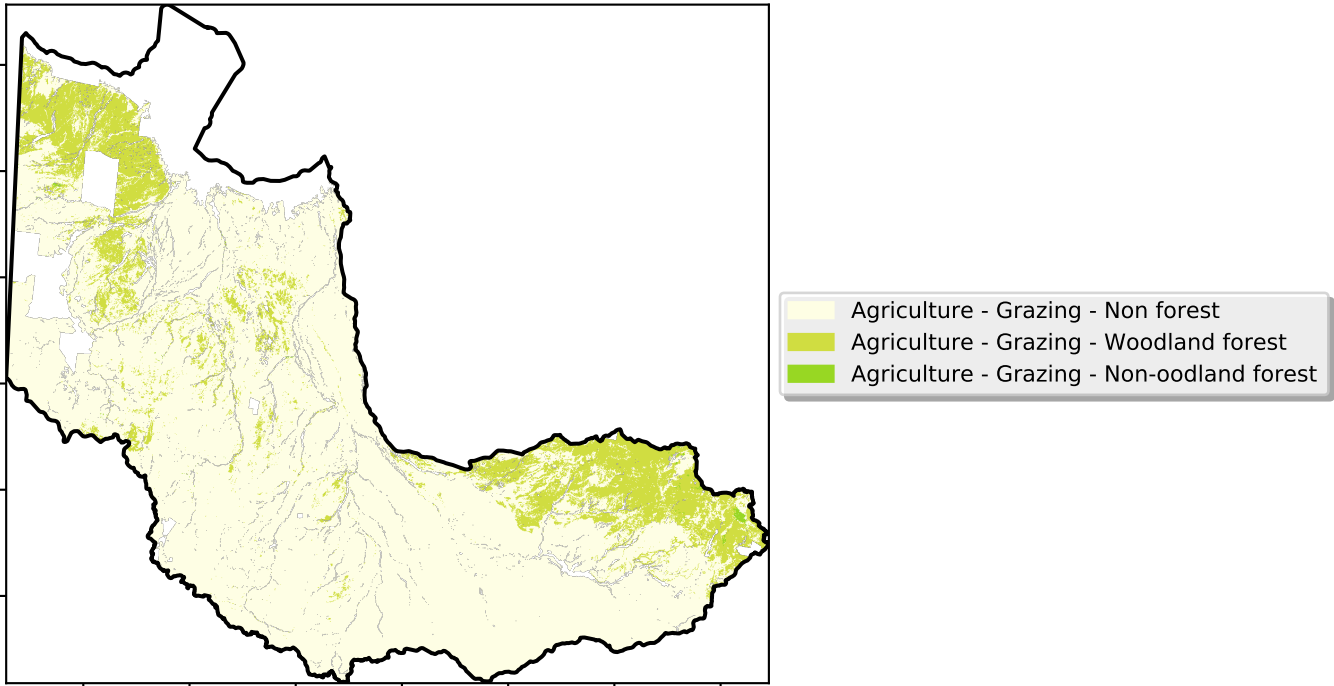 Agriculture - Grazing - Non forest
Agriculture - Grazing - Woodland forest
Agriculture - Grazing - Non-oodland forest